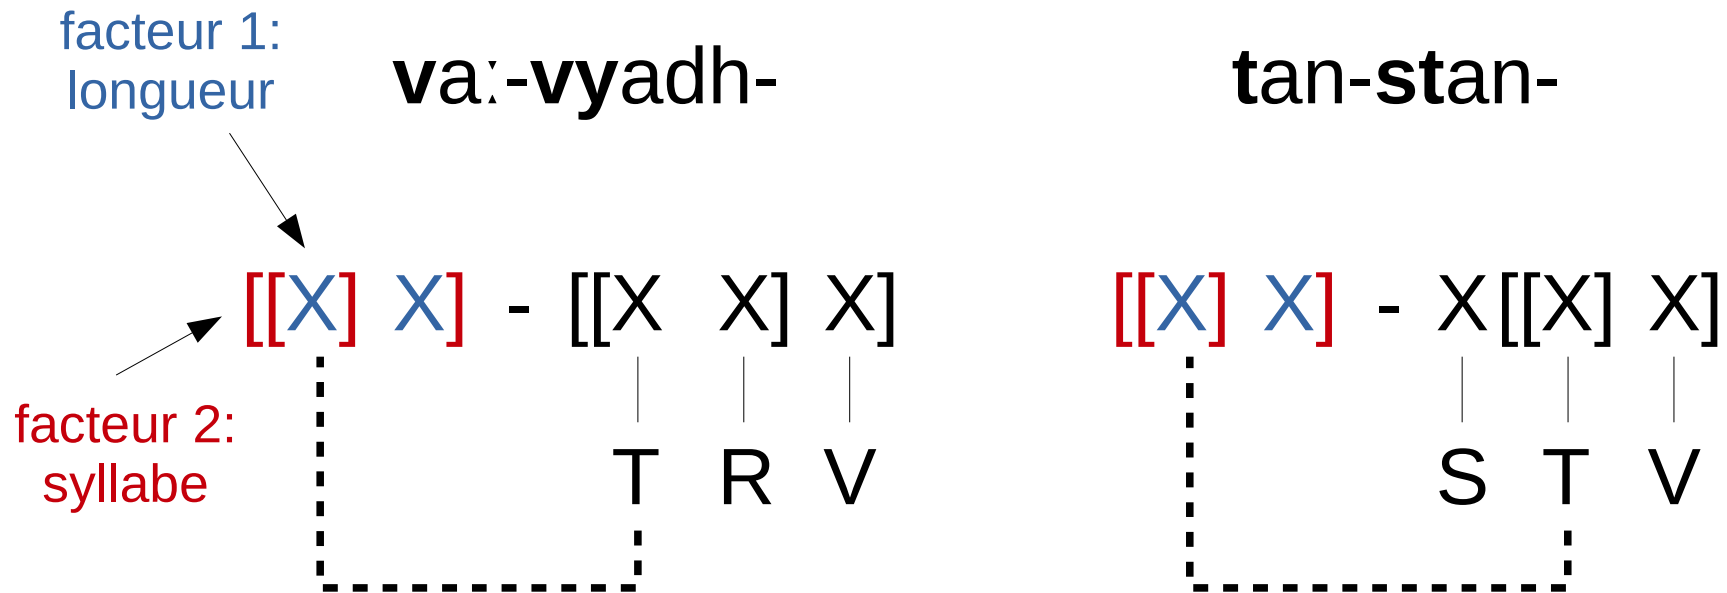 facteur 1:
longueur
vaː-vyadh-
tan-stan-
[[X] X] - [[X X] X]
[[X] X] - X[[X] X]
facteur 2:
syllabe
T R V
S T V